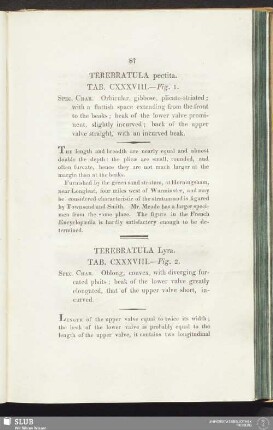 87
TEREBRATULA pectita.
TAB. CXXXVIII.—Fig. 1.
Spec. Char. Orbicular, gibbose, plicato-striated;
with a flattish space extending from the front
to the beaks; beak of the lower valve promi-
nent, slightly incurved; back of the upper
valve straight, with an incurved beak.
The length and breadth are nearly equal and almost
double the depth: the plicæ are small, rounded, and
often furcate, hence they are not much larger at the
margin than at the beaks.
Furnished by the green sand stratum, at Horningsham,
near Longleat, four miles west of Warminster, and may
be considered characteristic of the stratum and is figured
by Townsend and Smith. Mr. Meade has a larger speci-
men from the same place. The figure in the French
Encyclopædia is hardly satisfactory enough to be de-
termined.
TEREBRATULA Lyra.
TAB. CXXXVIII.—Fig. 2.
Spec. Char. Oblong, convex, with diverging fur-
cated plaits: beak of the lower valve greatly
elongated, that of the upper valve short, in-
curved.
Length of the upper valve equal to twice its width;
the beak of the lower valve is probably equal to the
length of the upper valve, it contains two longitudinal
SLUB